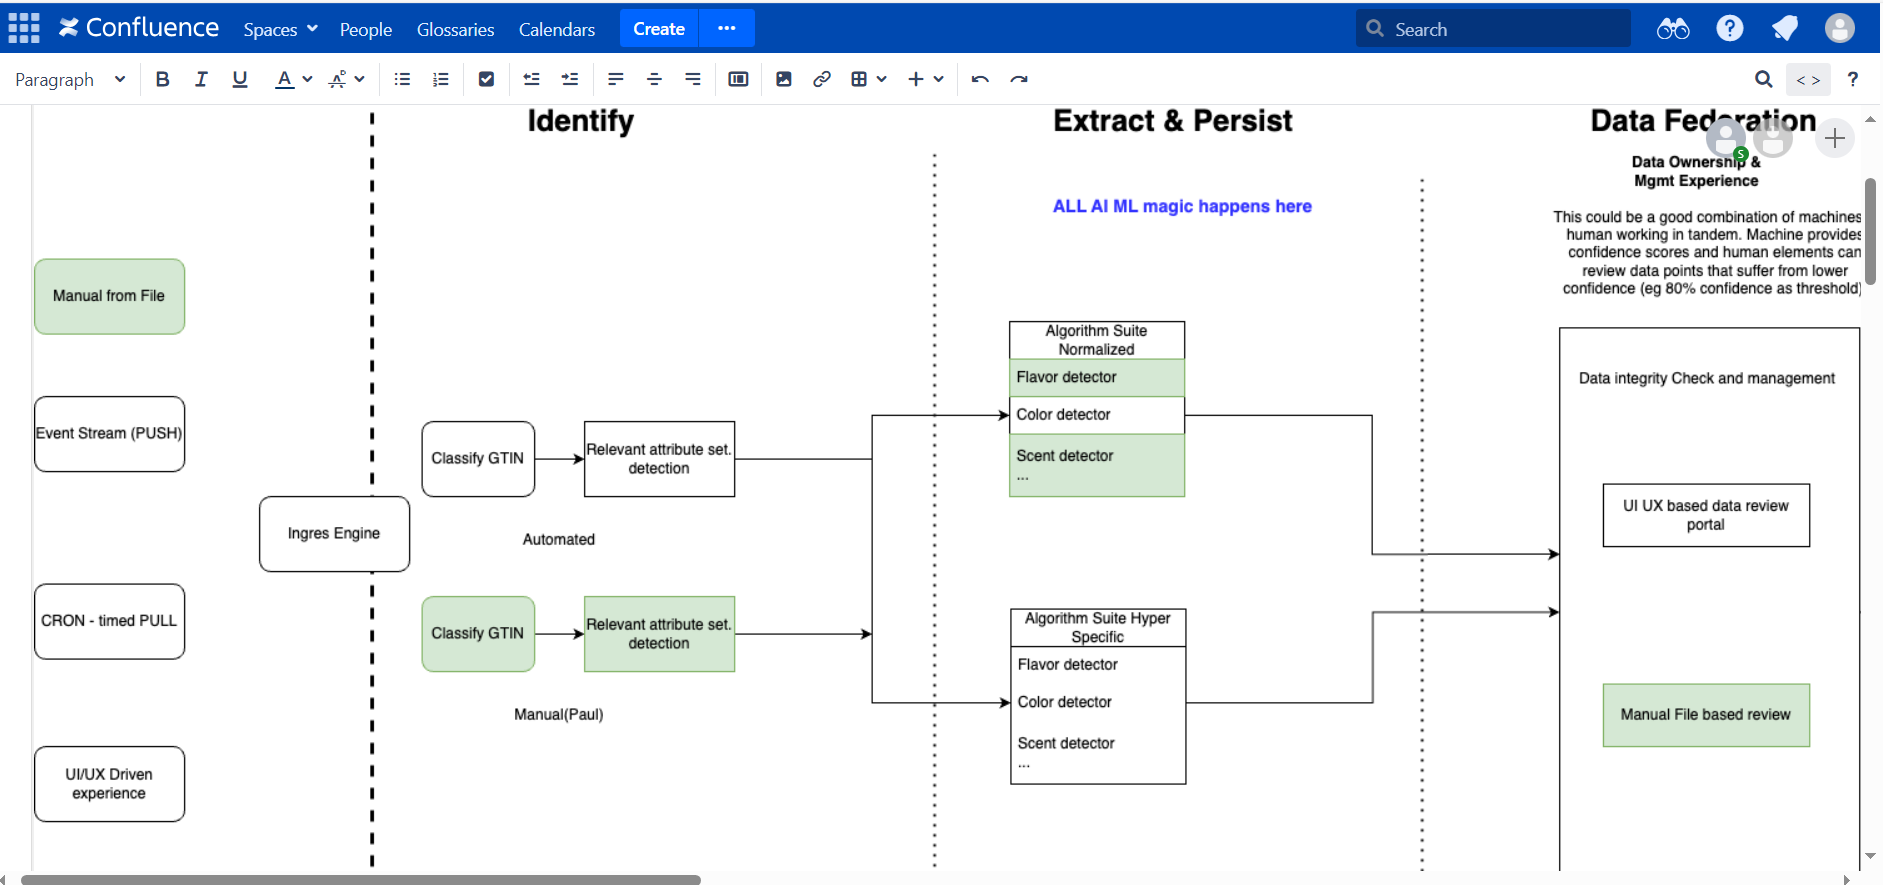 Confluence Spaces People Glossaries Calendars Create ••• Search
Paragraph B I U A
Identify
Extract & Persist
Data Federation
Data Ownership &
Mgmt Experience
ALL AI ML magic happens here
This could be a good combination of machines
human working in tandem. Machine provides
confidence scores and human elements can
review data points that suffer from lower
confidence (eg 80% confidence as threshold)
Manual from File
Event Stream (PUSH)
Ingres Engine
CRON - timed PULL
UI/UX Driven
experience
Classify GTIN
Relevant attribute set.
detection
Automated
Classify GTIN
Relevant attribute set.
detection
Manual(Paul)
Algorithm Suite
Normalized
Flavor detector
Color detector
Scent detector
...
Algorithm Suite Hyper
Specific
Flavor detector
Color detector
Scent detector
...
Data integrity Check and management
UI UX based data review
portal
Manual File based review